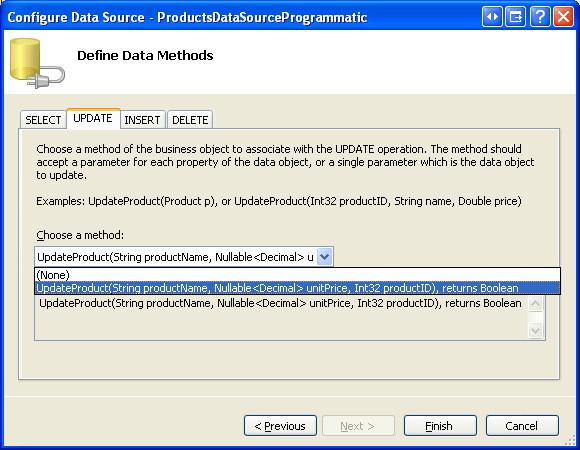 Configure Data Source - ProductsDataSourceProgrammatic
Define Data Methods
SELECT UPDATE INSERT DELETE
Choose a method of the business object to associate with the UPDATE operation. The method should
accept a parameter for each property of the data object, or a single parameter which is the data object
to update.
Examples: UpdateProduct(Product p), or UpdateProduct(Int32 productID, String name, Double price)
Choose a method:
UpdateProduct(String productName, Nullable<Decimal> u
(None)
UpdateProduct(String productName, Nullable<Decimal> unitPrice, Int32 productID), returns Boolean
UpdateProduct(String productName, Nullable<Decimal> unitPrice, Int32 productID), returns Boolean
< Previous Next > Finish Cancel